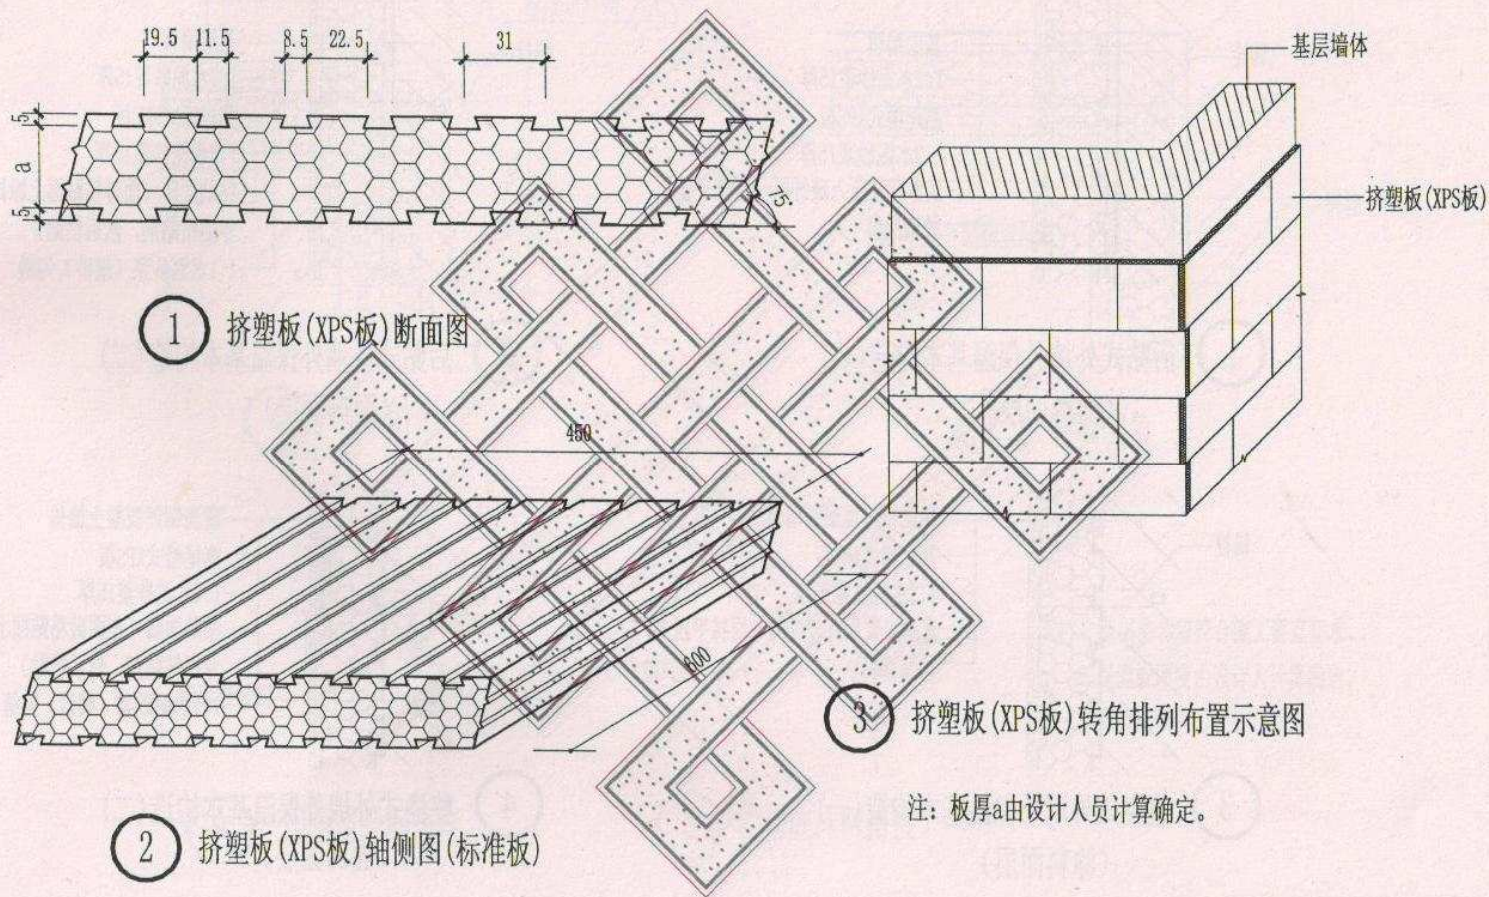 19.5 11.5 8.5 22.5 31
5
a
5
75°
① 挤塑板(XPS板)断面图
基层墙体
挤塑板(XPS板)
450
600
② 挤塑板(XPS板)轴侧图(标准板)
③ 挤塑板(XPS板)转角排列布置示意图
注: 板厚a由设计人员计算确定。